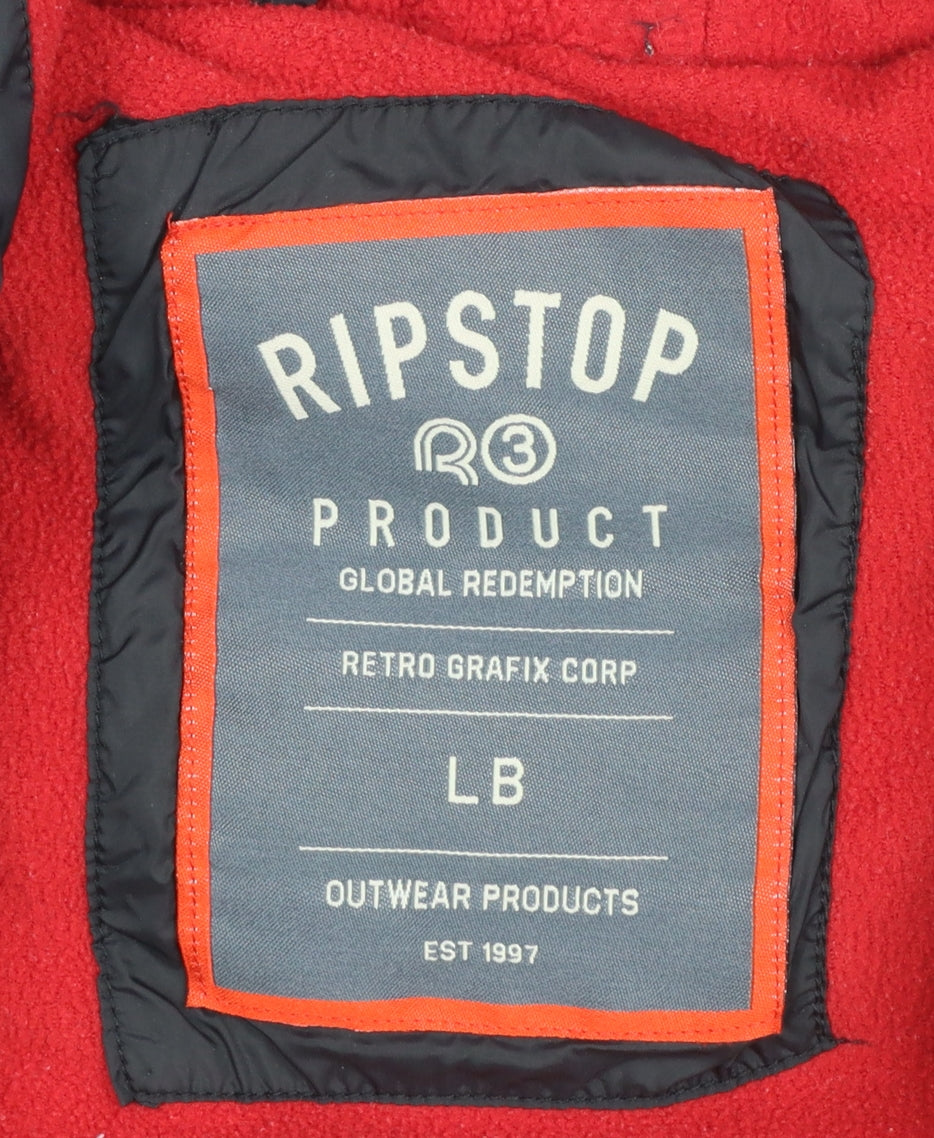 RIPSTOP
R3
PRODUCT
GLOBAL REDEMPTION
RETRO GRAFIX CORP
LB
OUTWEAR PRODUCTS
EST 1997